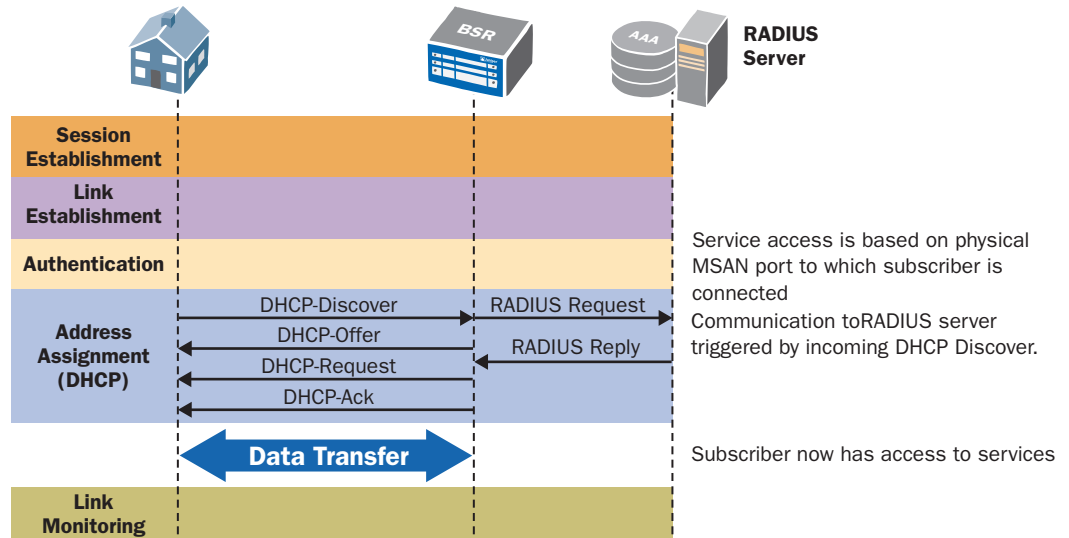 BSR
AAA
RADIUS
Server
Session
Establishment
Link
Establishment
Authentication
Service access is based on physical
MSAN port to which subscriber is
connected
Address
Assignment
(DHCP)
DHCP-Discover
RADIUS Request
DHCP-Offer
RADIUS Reply
DHCP-Request
DHCP-Ack
Communication toRADIUS server
triggered by incoming DHCP Discover.
Data Transfer
Subscriber now has access to services
Link
Monitoring